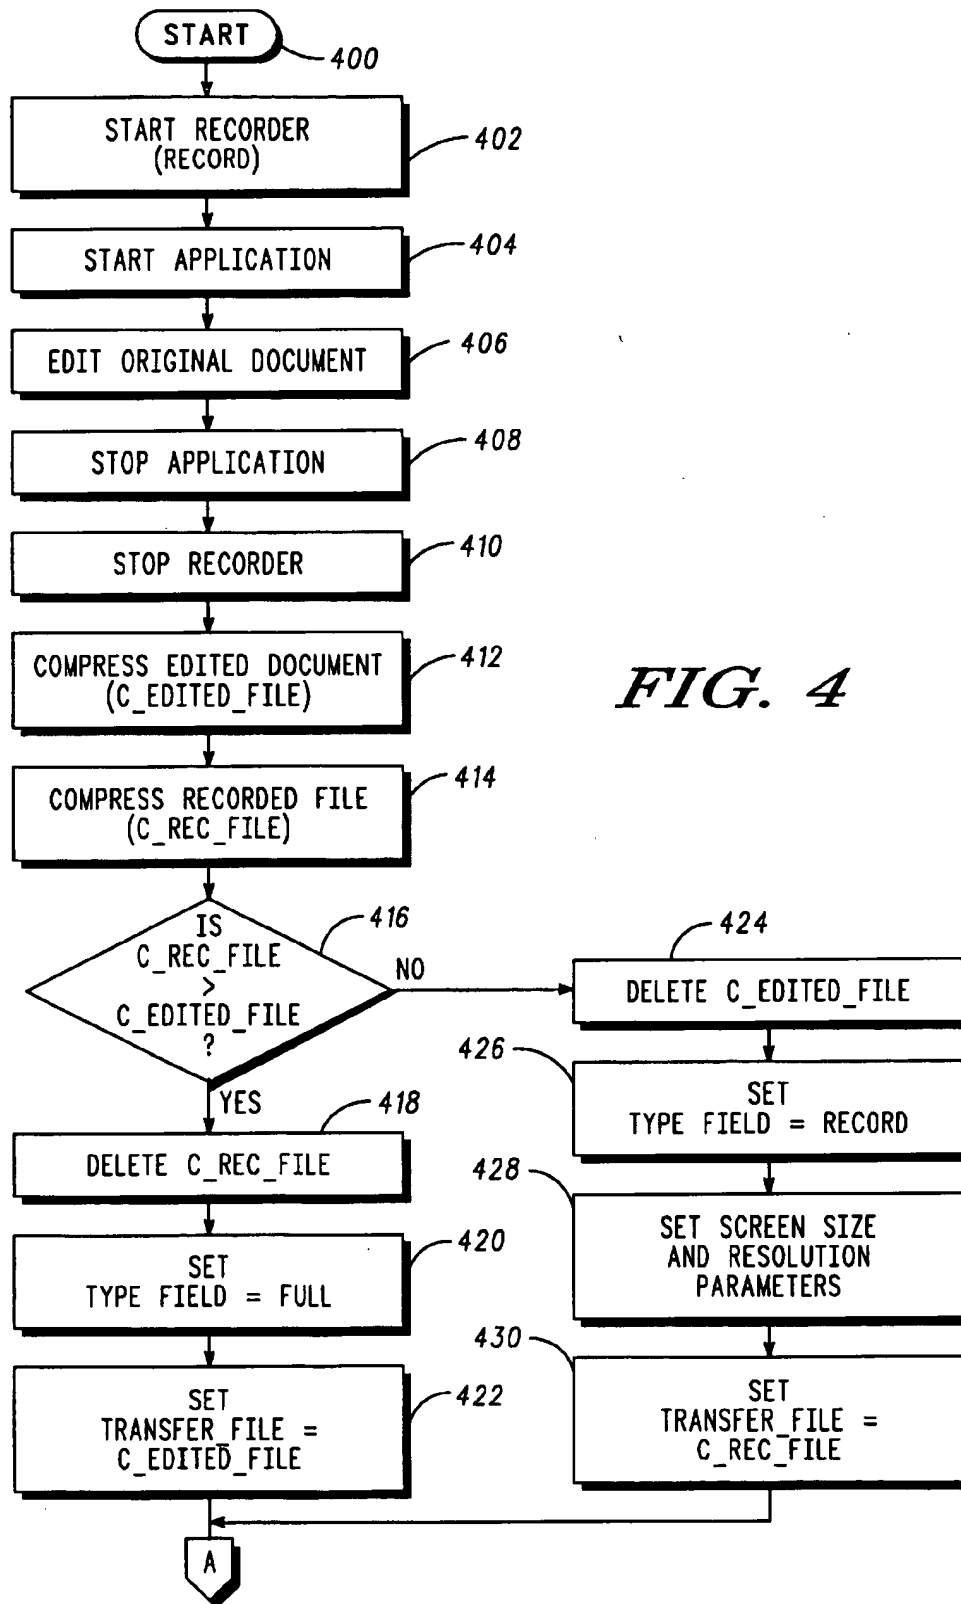 START
400
START RECORDER
(RECORD)
402
START APPLICATION
404
EDIT ORIGINAL DOCUMENT
406
STOP APPLICATION
408
STOP RECORDER
410
COMPRESS EDITED DOCUMENT
(C_EDITED_FILE)
412
FIG. 4
COMPRESS RECORDED FILE
(C_REC_FILE)
414
IS
C_REC_FILE
>
C_EDITED_FILE
?
416
NO
YES
DELETE C_REC_FILE
418
SET
TYPE FIELD = FULL
420
SET
TRANSFER_FILE =
C_EDITED_FILE
422
424
DELETE C_EDITED_FILE
426
SET
TYPE FIELD = RECORD
428
SET SCREEN SIZE
AND RESOLUTION
PARAMETERS
430
SET
TRANSFER_FILE =
C_REC_FILE
A